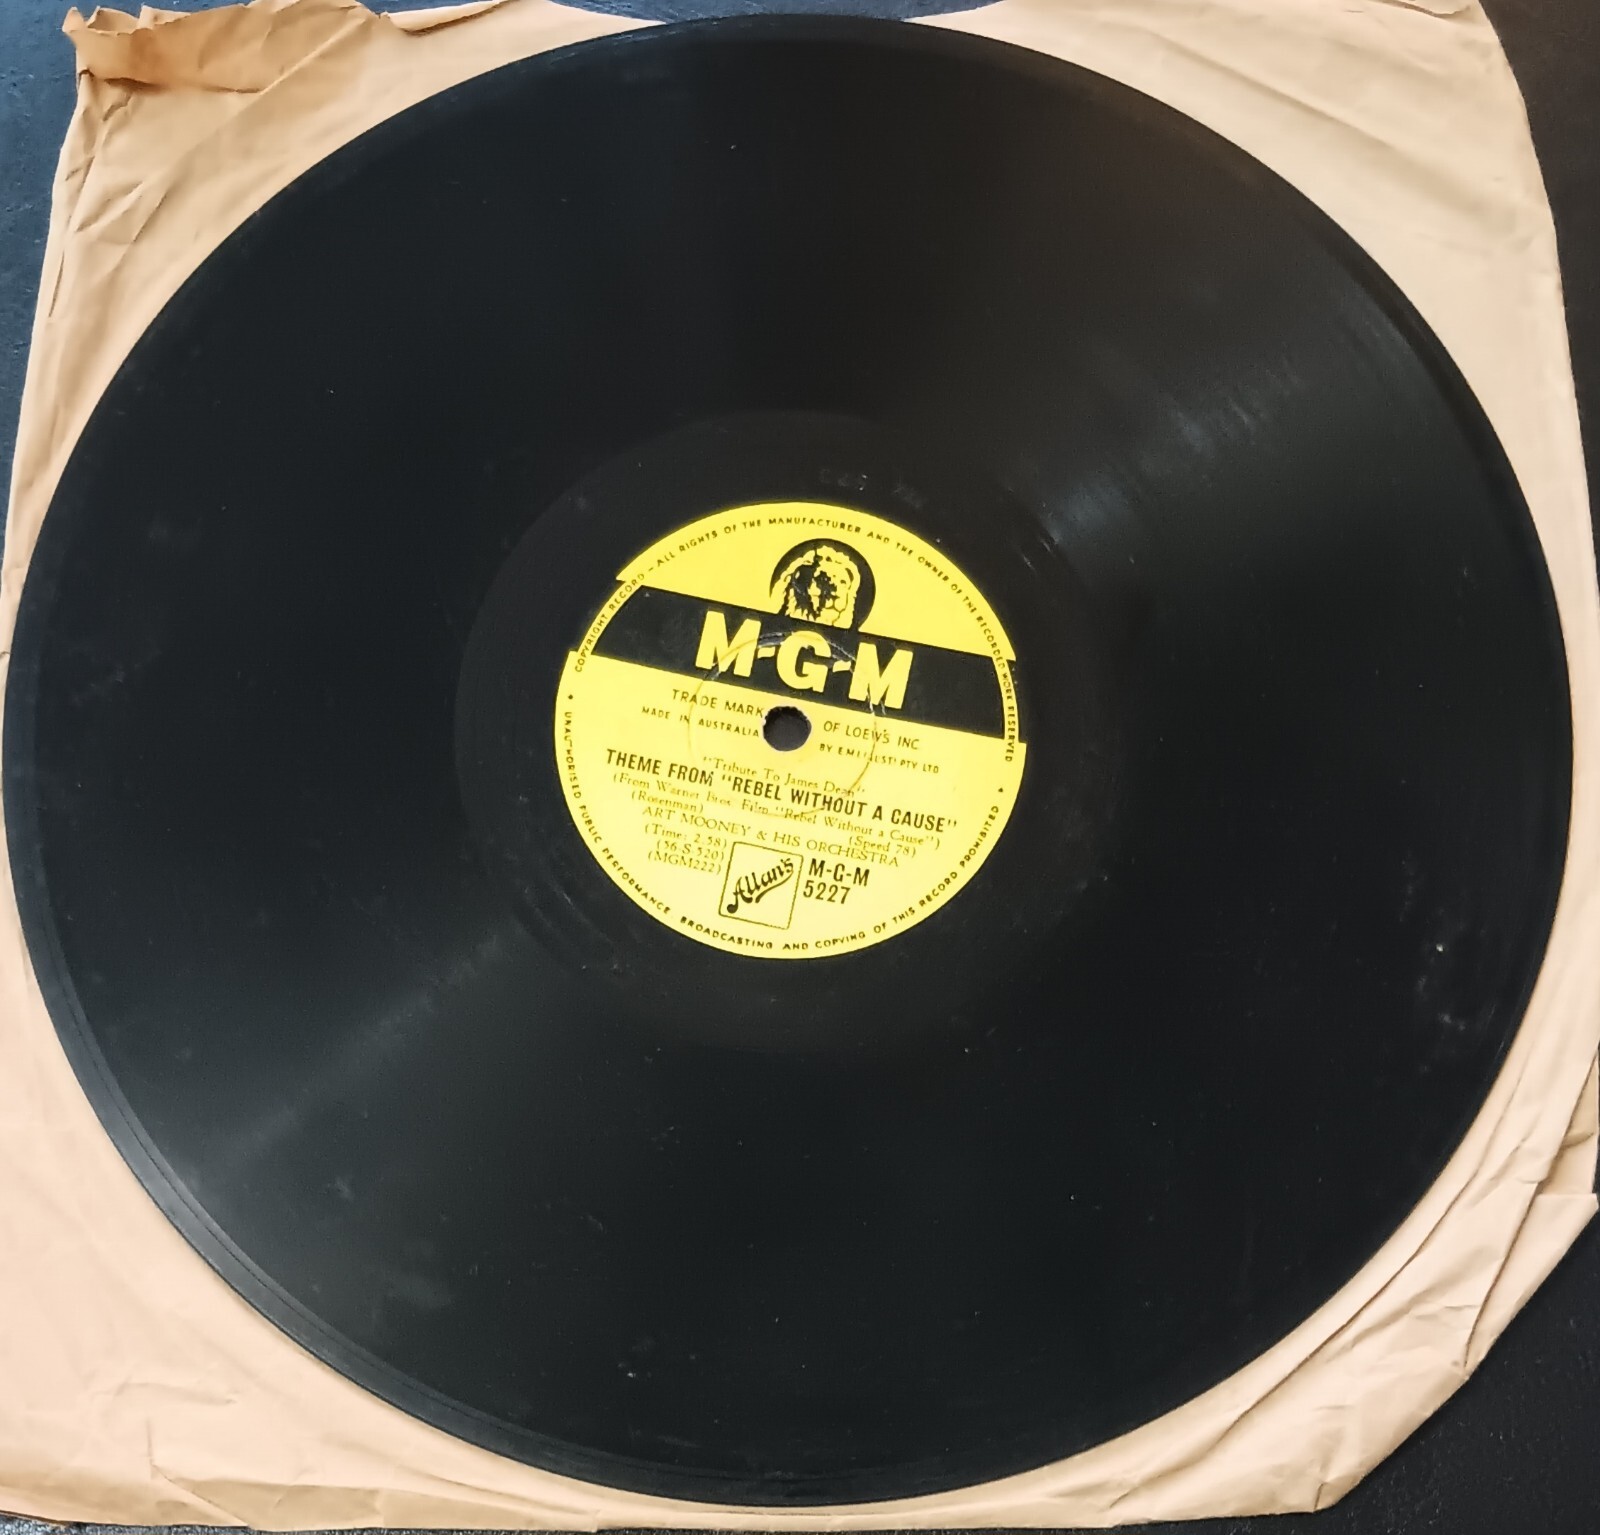 COPYRIGHT RECORD — ALL RIGHTS OF THE MANUFACTURER AND THE OWNER OF THE RECORDED WORK RESERVED
M-G-M
TRADE MARK OF LOEWS INC.
MADE IN AUSTRALIA BY E.M.I. PTY. LTD
"Tribute To James Dean"
THEME FROM "REBEL WITHOUT A CAUSE"
(From Warner Bros. Film "Rebel Without a Cause")
(Rosenman) (Speed 78)
ART MOONEY & HIS ORCHESTRA
(Time: 2.58)
(56-S-520)
(MGM222)
Allan's
M-G-M
5227
UNAUTHORISED PUBLIC PERFORMANCE BROADCASTING AND COPYING OF THIS RECORD PROHIBITED